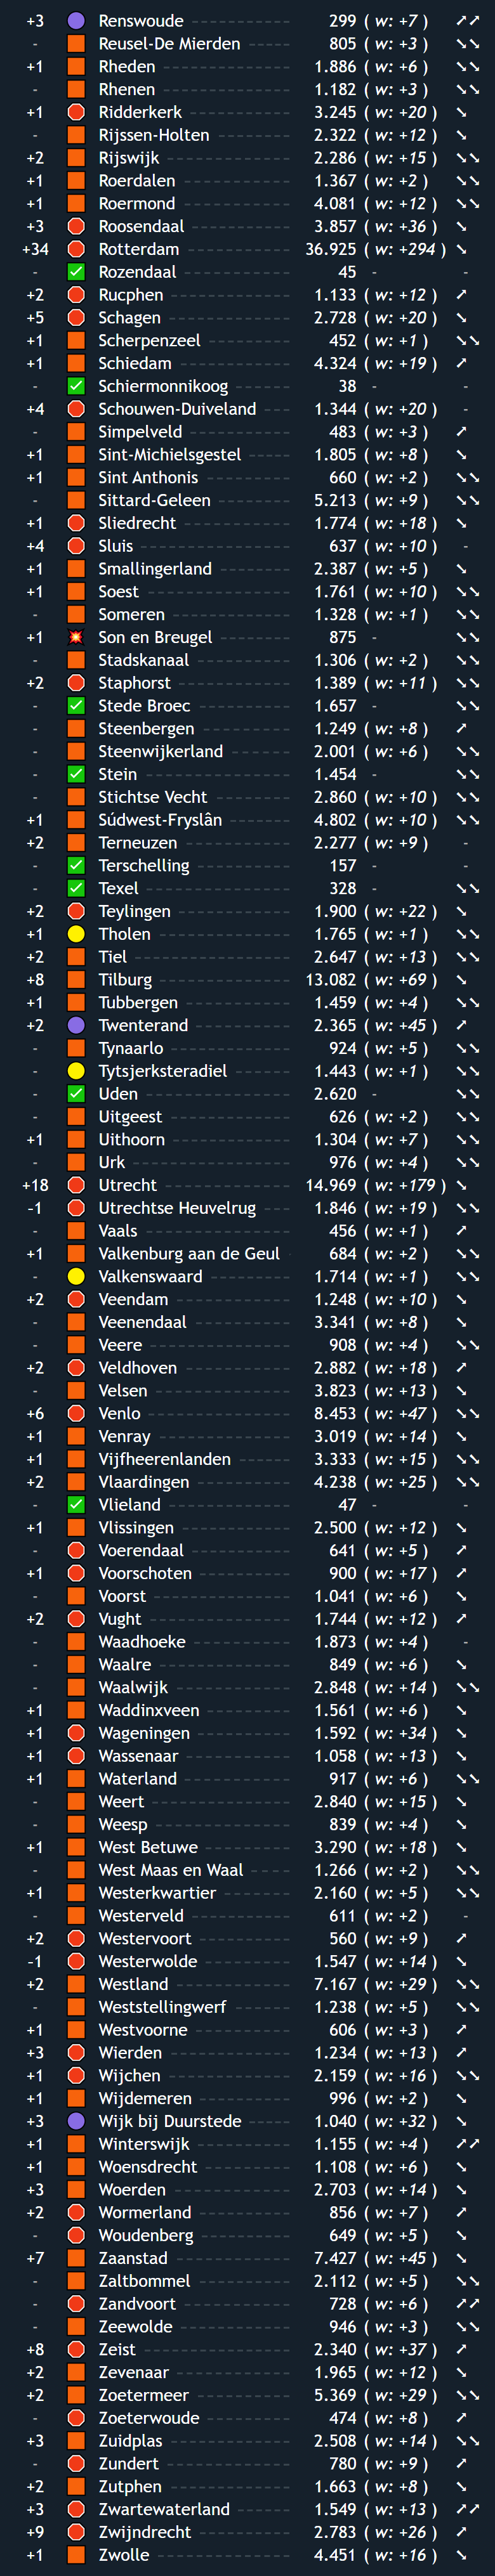 +3 Renswoude 299 ( w: +7 ) ➚➚
- Reusel-De Mierden 805 ( w: +3 ) ➘➘
+1 Rheden 1.886 ( w: +6 ) ➘➘
- Rhenen 1.182 ( w: +3 ) ➘➘
+1 Ridderkerk 3.245 ( w: +20 ) ➘
- Rijssen-Holten 2.322 ( w: +12 ) ➘
+2 Rijswijk 2.286 ( w: +15 ) ➘➘
+1 Roerdalen 1.367 ( w: +2 ) ➘➘
+1 Roermond 4.081 ( w: +12 ) ➘➘
+3 Roosendaal 3.857 ( w: +36 ) ➘
+34 Rotterdam 36.925 ( w: +294 ) ➘
- Rozendaal 45 - -
+2 Rucphen 1.133 ( w: +12 ) ➚
+5 Schagen 2.728 ( w: +20 ) ➘
+1 Scherpenzeel 452 ( w: +1 ) ➘➘
+1 Schiedam 4.324 ( w: +19 ) ➚
- Schiermonnikoog 38 - -
+4 Schouwen-Duiveland 1.344 ( w: +20 ) -
- Simpelveld 483 ( w: +3 ) ➚
+1 Sint-Michielsgestel 1.805 ( w: +8 ) ➘
+1 Sint Anthonis 660 ( w: +2 ) ➘➘
- Sittard-Geleen 5.213 ( w: +9 ) ➘➘
+1 Sliedrecht 1.774 ( w: +18 ) ➘
+4 Sluis 637 ( w: +10 ) -
+1 Smallingerland 2.387 ( w: +5 ) ➘
+1 Soest 1.761 ( w: +10 ) ➘➘
- Someren 1.328 ( w: +1 ) ➘➘
+1 Son en Breugel 875 - ➘➘
- Stadskanaal 1.306 ( w: +2 ) ➘➘
+2 Staphorst 1.389 ( w: +11 ) ➘➘
- Stede Broec 1.657 - ➘➘
- Steenbergen 1.249 ( w: +8 ) ➚
- Steenwijkerland 2.001 ( w: +6 ) ➘➘
- Stein 1.454 - ➘➘
- Stichtse Vecht 2.860 ( w: +10 ) ➘➘
+1 Súdwest-Fryslân 4.802 ( w: +10 ) ➘➘
+2 Terneuzen 2.277 ( w: +9 ) -
- Terschelling 157 - -
- Texel 328 - ➘➘
+2 Teylingen 1.900 ( w: +22 ) ➘
+1 Tholen 1.765 ( w: +1 ) ➘➘
+2 Tiel 2.647 ( w: +13 ) ➘➘
+8 Tilburg 13.082 ( w: +69 ) ➘
+1 Tubbergen 1.459 ( w: +4 ) ➘➘
+2 Twenterand 2.365 ( w: +45 ) ➚
- Tynaarlo 924 ( w: +5 ) ➘➘
- Tytsjerksteradiel 1.443 ( w: +1 ) ➘➘
- Uden 2.620 - ➘➘
- Uitgeest 626 ( w: +2 ) ➘➘
+1 Uithoorn 1.304 ( w: +7 ) ➘➘
- Urk 976 ( w: +4 ) ➘➘
+18 Utrecht 14.969 ( w: +179 ) ➘
-1 Utrechtse Heuvelrug 1.846 ( w: +19 ) ➘➘
- Vaals 456 ( w: +1 ) ➚
+1 Valkenburg aan de Geul 684 ( w: +2 ) ➘➘
- Valkenswaard 1.714 ( w: +1 ) ➘➘
+2 Veendam 1.248 ( w: +10 ) ➘
- Veenendaal 3.341 ( w: +8 ) ➘
- Veere 908 ( w: +4 ) ➘➘
+2 Veldhoven 2.882 ( w: +18 ) ➚
- Velsen 3.823 ( w: +13 ) ➘
+6 Venlo 8.453 ( w: +47 ) ➘➘
+1 Venray 3.019 ( w: +14 ) ➘
+1 Vijfheerenlanden 3.333 ( w: +15 ) ➘➘
+2 Vlaardingen 4.238 ( w: +25 ) ➘➘
- Vlieland 47 - -
+1 Vlissingen 2.500 ( w: +12 ) ➘
- Voerendaal 641 ( w: +5 ) ➚
+1 Voorschoten 900 ( w: +17 ) ➚
- Voorst 1.041 ( w: +6 ) ➘
+2 Vught 1.744 ( w: +12 ) ➚
- Waadhoeke 1.873 ( w: +4 ) -
- Waalre 849 ( w: +6 ) ➘
- Waalwijk 2.848 ( w: +14 ) ➘➘
+1 Waddinxveen 1.561 ( w: +6 ) ➘
+1 Wageningen 1.592 ( w: +34 ) ➘
+1 Wassenaar 1.058 ( w: +13 ) ➘
+1 Waterland 917 ( w: +6 ) ➘➘
- Weert 2.840 ( w: +15 ) ➘
- Weesp 839 ( w: +4 ) ➘
+1 West Betuwe 3.290 ( w: +18 ) ➘
- West Maas en Waal 1.266 ( w: +2 ) ➘➘
+1 Westerkwartier 2.160 ( w: +5 ) ➘➘
- Westerveld 611 ( w: +2 ) -
+2 Westervoort 560 ( w: +9 ) ➚
-1 Westerwolde 1.547 ( w: +14 ) ➘
+2 Westland 7.167 ( w: +29 ) ➘➘
- Weststellingwerf 1.238 ( w: +5 ) ➘➘
+1 Westvoorne 606 ( w: +3 ) ➚
+3 Wierden 1.234 ( w: +13 ) ➚
+1 Wijchen 2.159 ( w: +16 ) ➘➘
+1 Wijdemeren 996 ( w: +2 ) ➘
+3 Wijk bij Duurstede 1.040 ( w: +32 ) ➘
+1 Winterswijk 1.155 ( w: +4 ) ➚➚
+1 Woensdrecht 1.108 ( w: +6 ) ➘
+3 Woerden 2.703 ( w: +14 ) ➘
+2 Wormerland 856 ( w: +7 ) ➚
- Woudenberg 649 ( w: +5 ) ➘
+7 Zaanstad 7.427 ( w: +45 ) ➘
- Zaltbommel 2.112 ( w: +5 ) ➘➘
- Zandvoort 728 ( w: +6 ) ➚➚
- Zeewolde 946 ( w: +3 ) ➘➘
+8 Zeist 2.340 ( w: +37 ) ➚
+2 Zevenaar 1.965 ( w: +12 ) ➘
+2 Zoetermeer 5.369 ( w: +29 ) ➘➘
- Zoeterwoude 474 ( w: +8 ) ➚
+3 Zuidplas 2.508 ( w: +14 ) ➘➘
- Zundert 780 ( w: +9 ) ➚
+2 Zutphen 1.663 ( w: +8 ) ➘
+3 Zwartewaterland 1.549 ( w: +13 ) ➚➚
+9 Zwijndrecht 2.783 ( w: +26 ) ➚
+1 Zwolle 4.451 ( w: +16 ) ➘